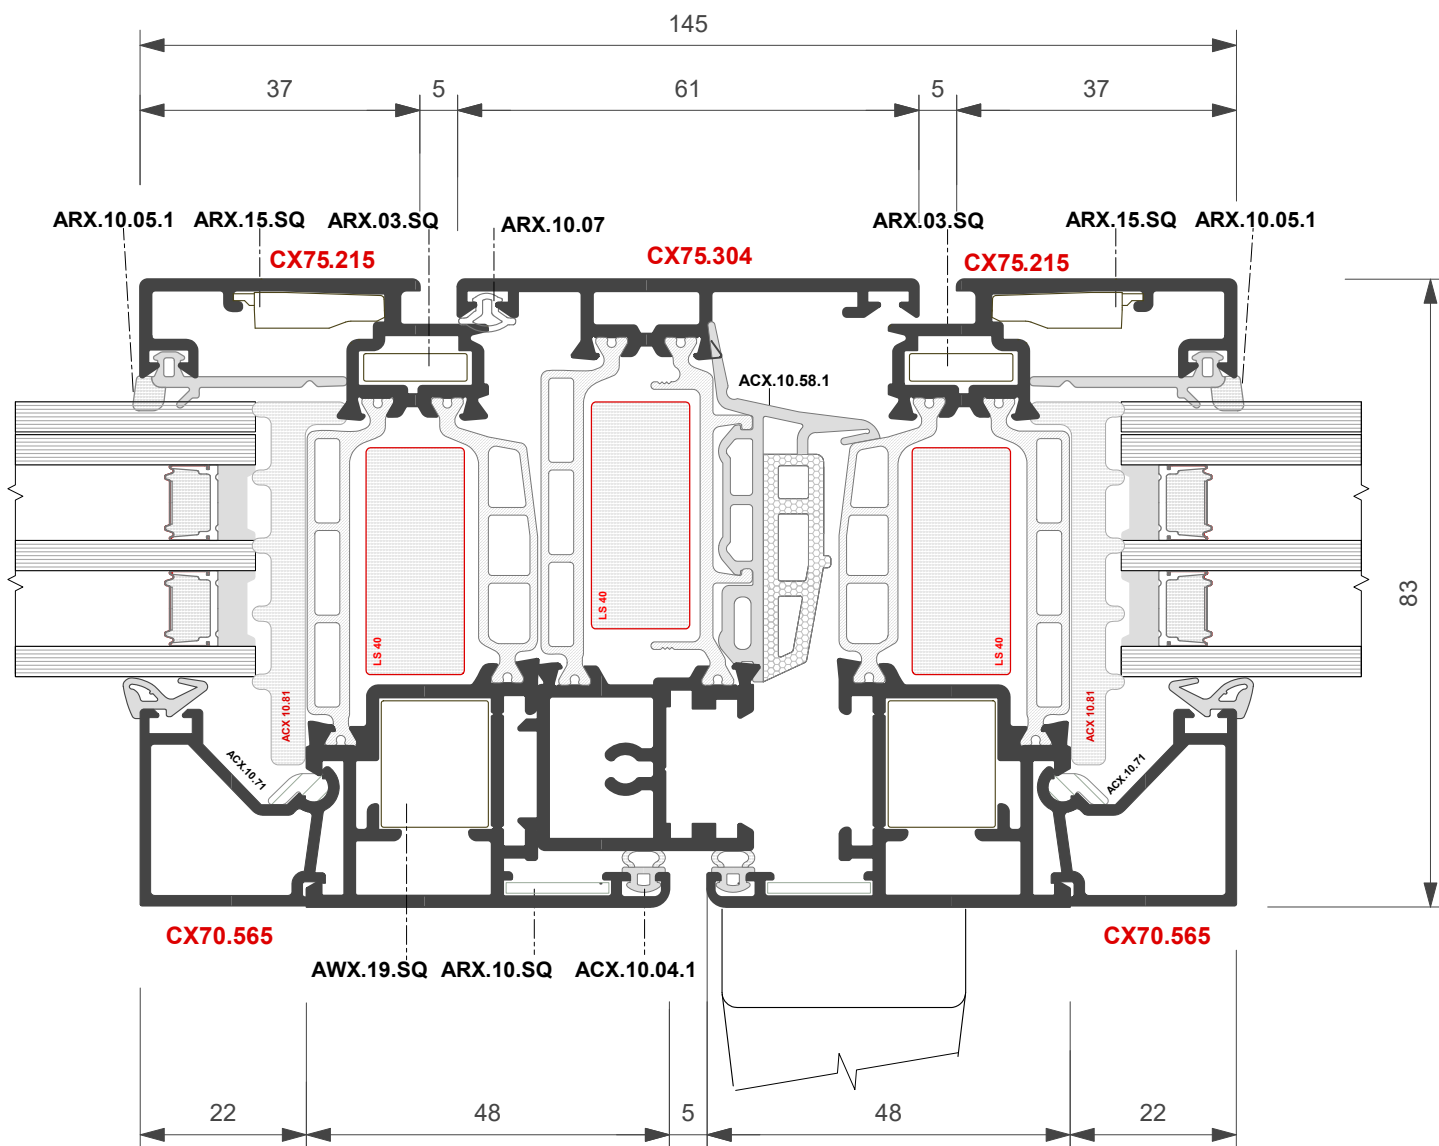 145
37 5 61 5 37
ARX.10.05.1 ARX.15.SQ ARX.03.SQ ARX.10.07 ARX.03.SQ ARX.15.SQ ARX.10.05.1
CX75.215 CX75.304 CX75.215
ACX.10.58.1
83
LS 40
LS 40
LS 40
ACX 10.81
ACX 10.81
ACX.10.71
ACX.10.71
CX70.565 CX70.565
AWX.19.SQ ARX.10.SQ ACX.10.04.1
22 48 5 48 22